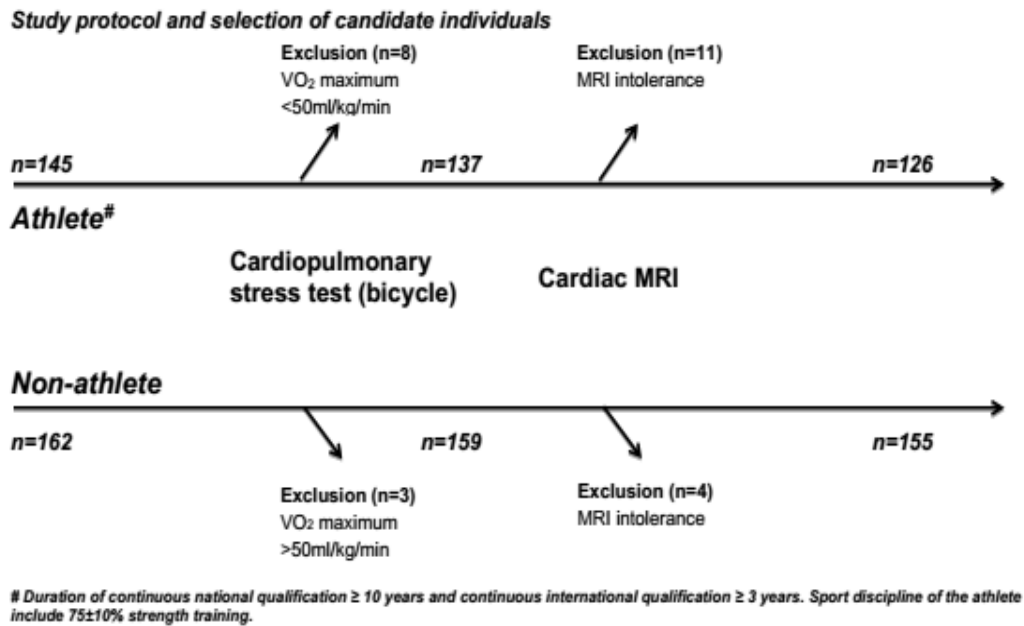 Study protocol and selection of candidate individuals
Exclusion (n=8)
VO₂ maximum
<50ml/kg/min
Exclusion (n=11)
MRI intolerance
n=145
n=137
n=126
Athlete#
Cardiopulmonary
stress test (bicycle)
Cardiac MRI
Non-athlete
n=162
n=159
n=155
Exclusion (n=3)
VO₂ maximum
>50ml/kg/min
Exclusion (n=4)
MRI intolerance
# Duration of continuous national qualification ≥ 10 years and continuous international qualification ≥ 3 years. Sport discipline of the athlete
include 75±10% strength training.